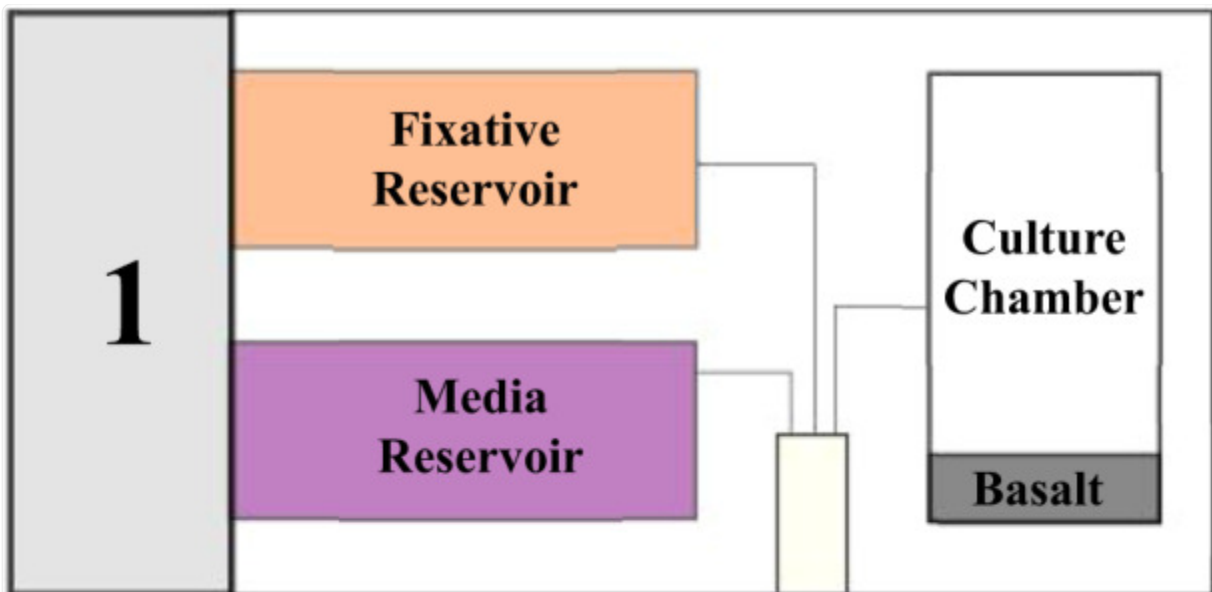 1
Fixative
Reservoir
Media
Reservoir
Culture
Chamber
Basalt